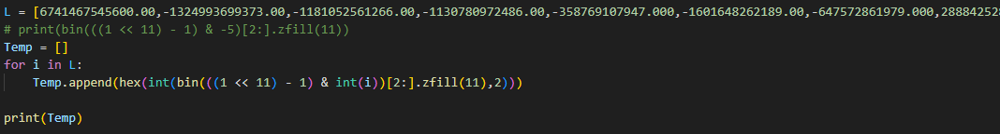 L = [6741467545600.00,-1324993699373.00,-1181052561266.00,-1130780972486.00,-358769107947.000,-1601648262189.00,-647572861979.000,288842528
# print(bin(((1 << 11) - 1) & -5)[2:].zfill(11))
Temp = []
for i in L:
    Temp.append(hex(int(bin(((1 << 11) - 1) & int(i))[2:].zfill(11),2)))
print(Temp)